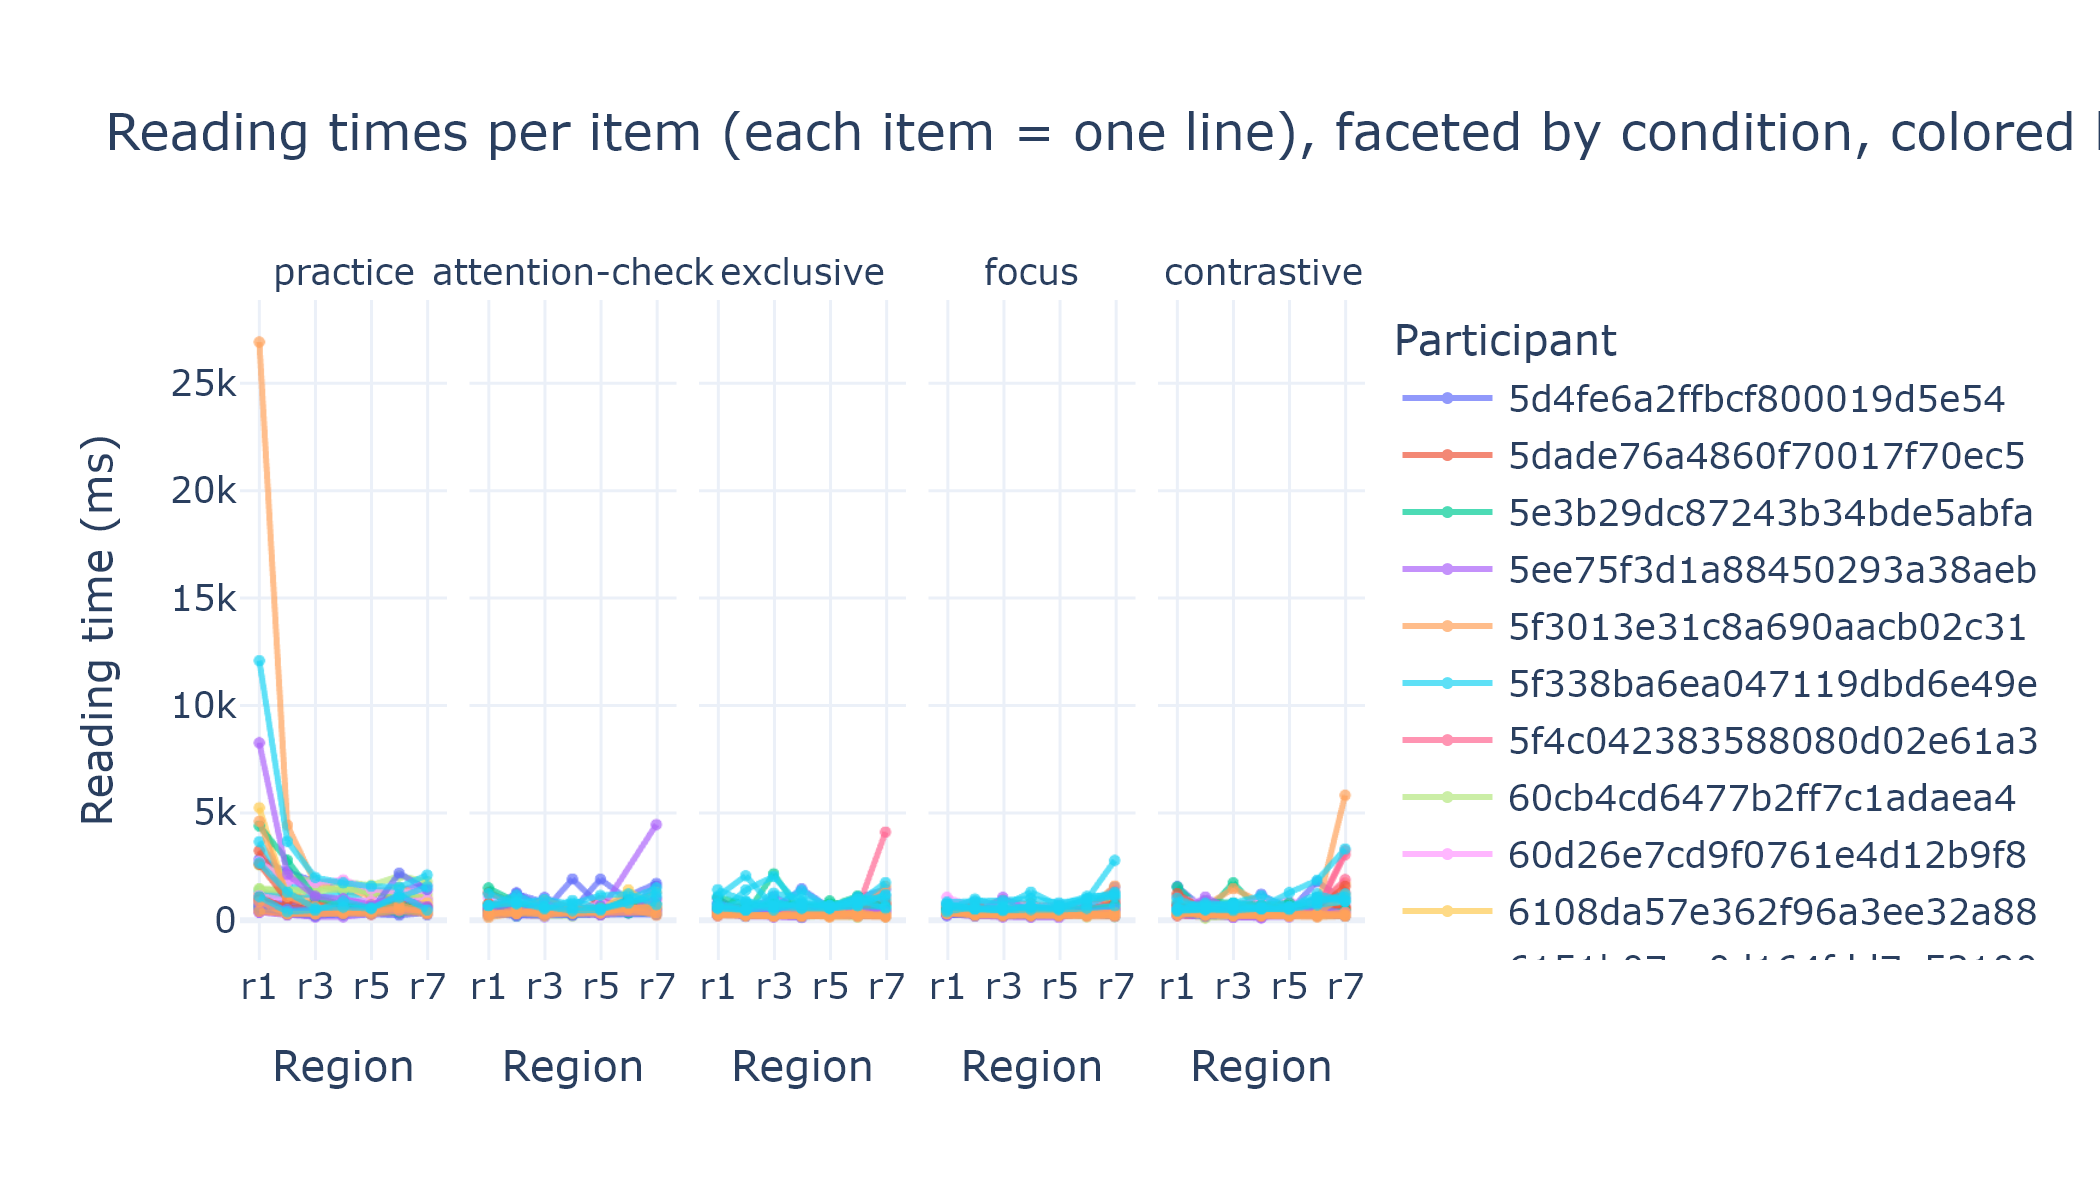 Reading times per item (each item = one line), faceted by condition, colored
practice
attention-check
exclusive
focus
contrastive
Participant
5d4fe6a2ffbcf800019d5e54
5dade76a4860f70017f70ec5
5e3b29dc87243b34bde5abfa
5ee75f3d1a88450293a38aeb
5f3013e31c8a690aacb02c31
5f338ba6ea047119dbd6e49e
5f4c042383588080d02e61a3
60cb4cd6477b2ff7c1adaea4
60d26e7cd9f0761e4d12b9f8
6108da57e362f96a3ee32a88
Reading time (ms)
25k
20k
15k
10k
5k
0
r1 r3 r5 r7
r1 r3 r5 r7
r1 r3 r5 r7
r1 r3 r5 r7
r1 r3 r5 r7
Region
Region
Region
Region
Region